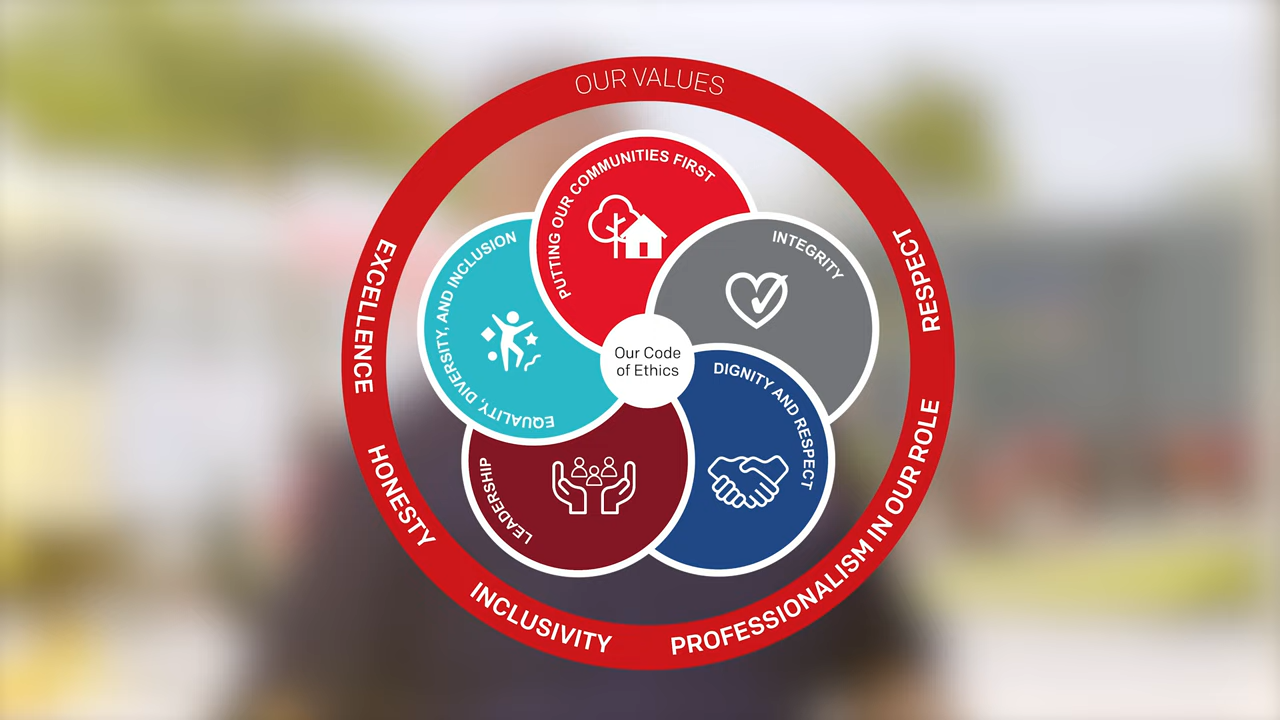 OUR VALUES
RESPECT
PROFESSIONALISM IN OUR ROLE
INCLUSIVITY
HONESTY
EXCELLENCE
PUTTING OUR COMMUNITIES FIRST
INTEGRITY
DIGNITY AND RESPECT
LEADERSHIP
EQUALITY, DIVERSITY, AND INCLUSION
Our Code
of Ethics